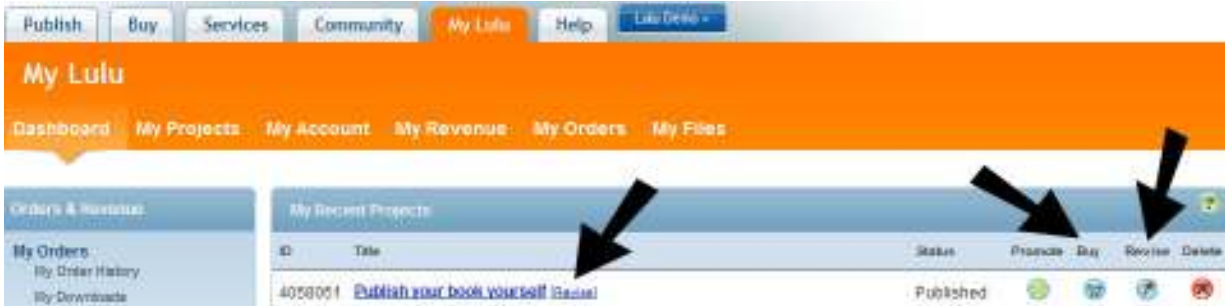 Publish Buy Services Community My Lulu Help Lulu Demo
My Lulu
Dashboard My Projects My Account My Revenue My Orders My Files
Orders & Revenue My Recent Projects ?
My Orders ID Title Status Promote Buy Revise Delete
My Order History
4058051 Publish your book yourself [Revise] Published
My Downloads